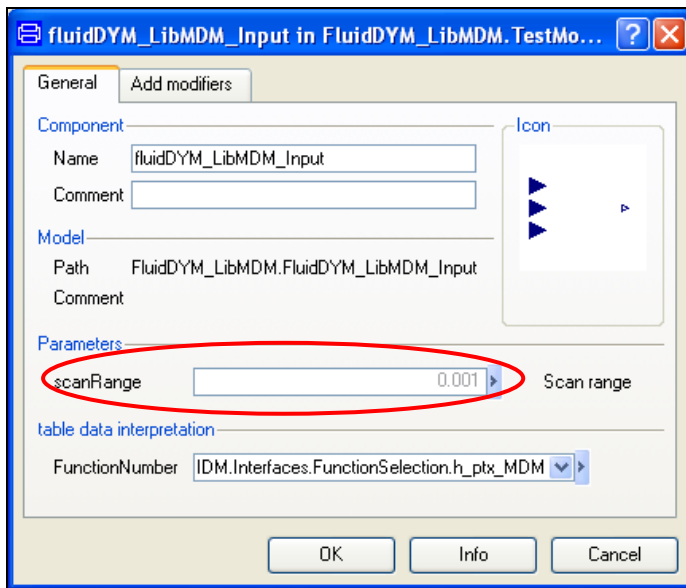 fluidDYM_LibMDM_Input in FluidDYM_LibMDM.TestMo... ?
General Add modifiers
Component
Icon
Name fluidDYM_LibMDM_Input
Comment
Model
Path FluidDYM_LibMDM.FluidDYM_LibMDM_Input
Comment
Parameters
scanRange 0.001 Scan range
table data interpretation
FunctionNumber IDM.Interfaces.FunctionSelection.h_ptx_MDM
OK Info Cancel